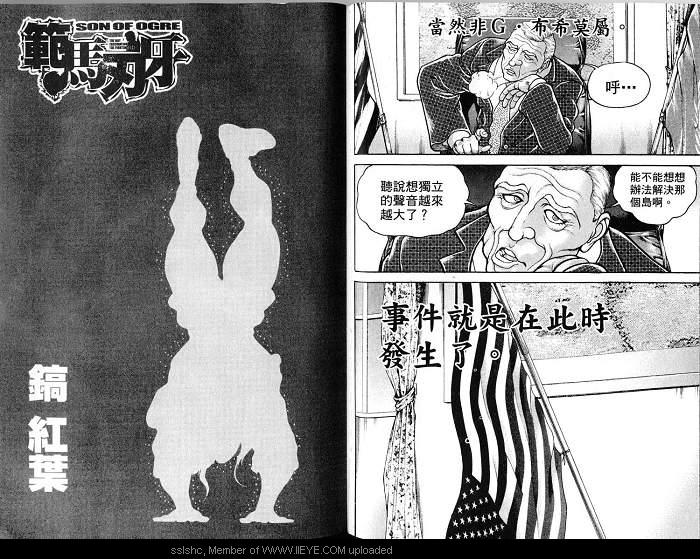 SON OF OGRE
範馬刃牙
鎬
紅葉
當然非G．布希莫屬。
呼…
能不能想想
辦法解決那
個島啊。
聽說想獨立
的聲音越來
越大了？
事件就是在此時
發生了。
sslshc, Member of WWW.IIEYE.COM uploaded